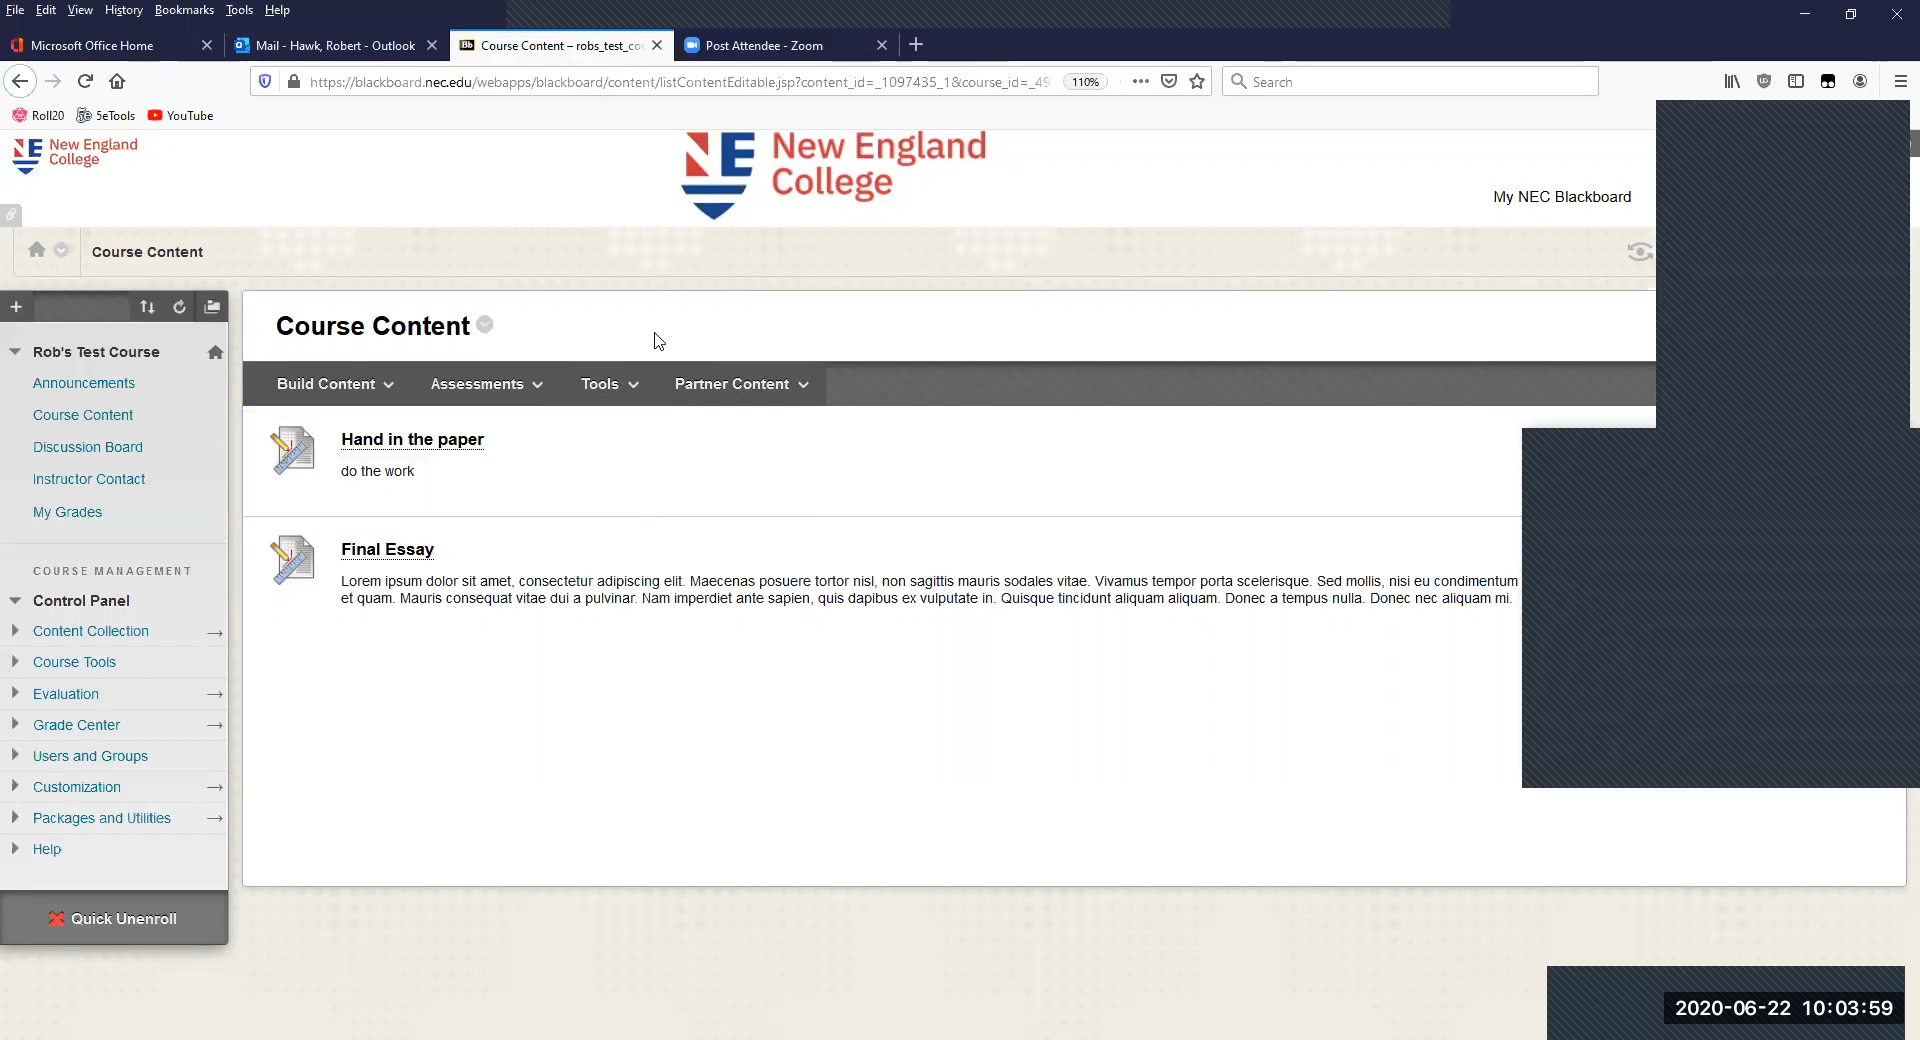 File Edit View History Bookmarks Tools Help
Microsoft Office Home
Mail - Hawk, Robert - Outlook
Course Content – robs_test_co
Post Attendee - Zoom
https://blackboard.nec.edu/webapps/blackboard/content/listContentEditable.jsp?content_id=_1097435_1&course_id=_49
110%
Search
Roll20
5eTools
YouTube
NE New England
College
NE New England
College
My NEC Blackboard
Course Content
Rob's Test Course
Announcements
Course Content
Discussion Board
Instructor Contact
My Grades
COURSE MANAGEMENT
Control Panel
Content Collection
Course Tools
Evaluation
Grade Center
Users and Groups
Customization
Packages and Utilities
Help
Quick Unenroll
Course Content
Build Content
Assessments
Tools
Partner Content
Hand in the paper
do the work
Final Essay
Lorem ipsum dolor sit amet, consectetur adipiscing elit. Maecenas posuere tortor nisl, non sagittis mauris sodales vitae. Vivamus tempor porta scelerisque. Sed mollis, nisi eu condimentum
et quam. Mauris consequat vitae dui a pulvinar. Nam imperdiet ante sapien, quis dapibus ex vulputate in. Quisque tincidunt aliquam aliquam. Donec a tempus nulla. Donec nec aliquam mi.
2020-06-22 10:03:59